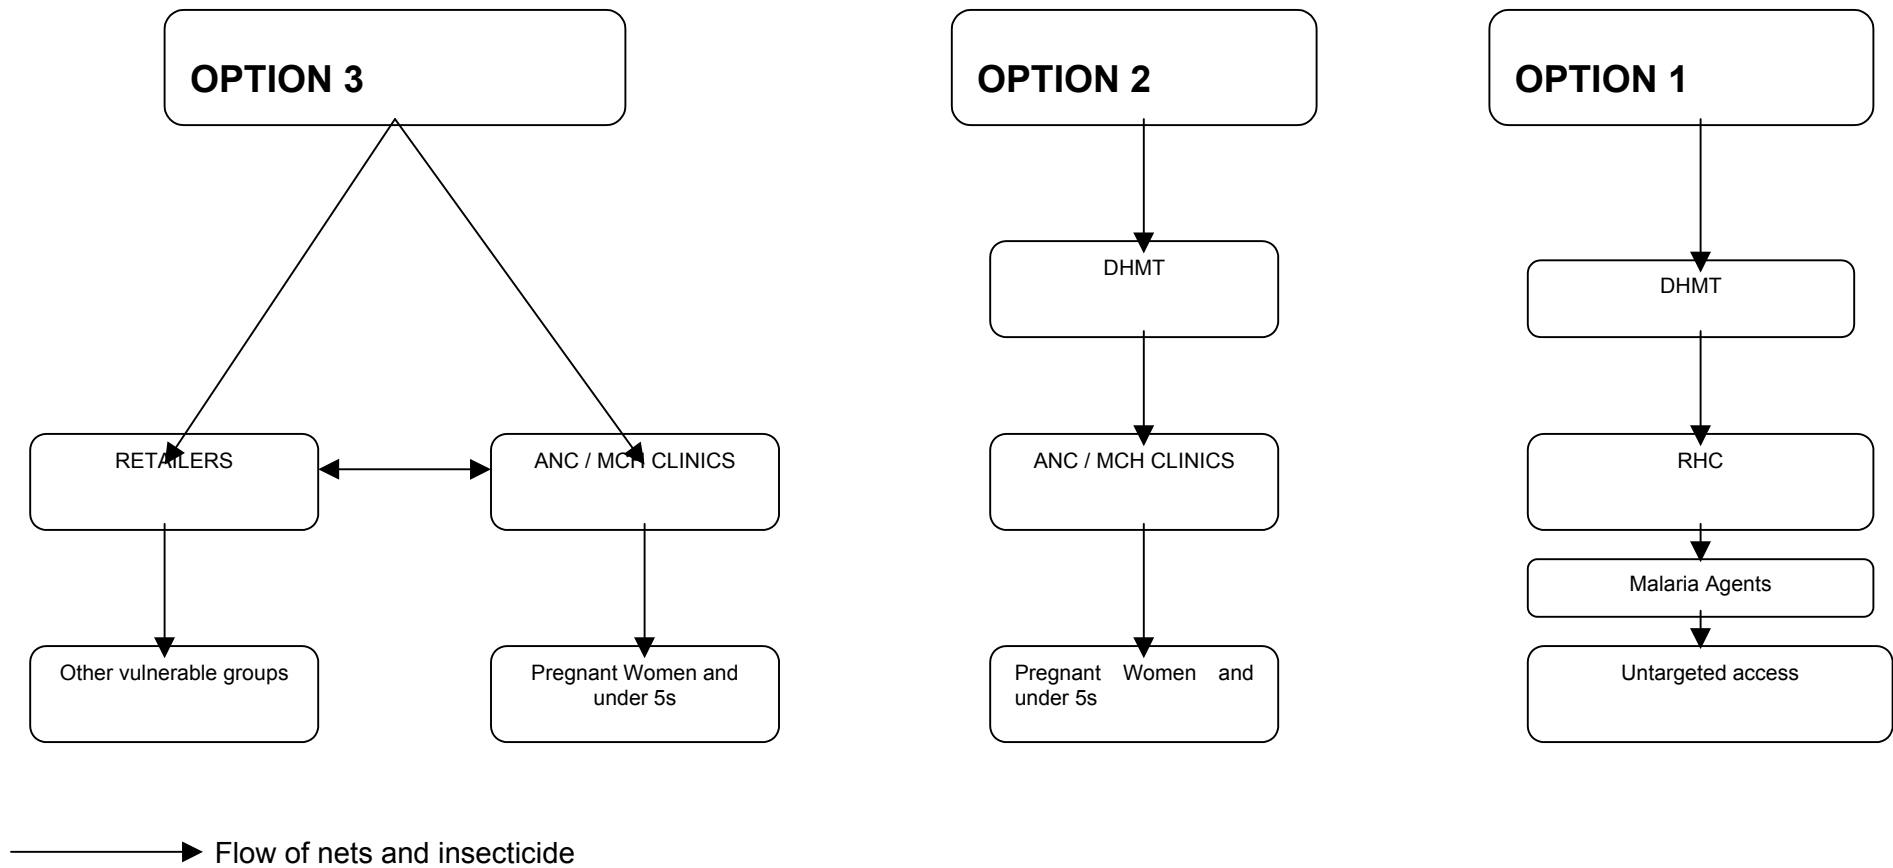 OPTION 3
OPTION 2
OPTION 1
DHMT
DHMT
RETAILERS
ANC / MCH CLINICS
ANC / MCH CLINICS
RHC
Malaria Agents
Other vulnerable groups
Pregnant Women and
under 5s
Pregnant Women and
under 5s
Untargeted access
Flow of nets and insecticide